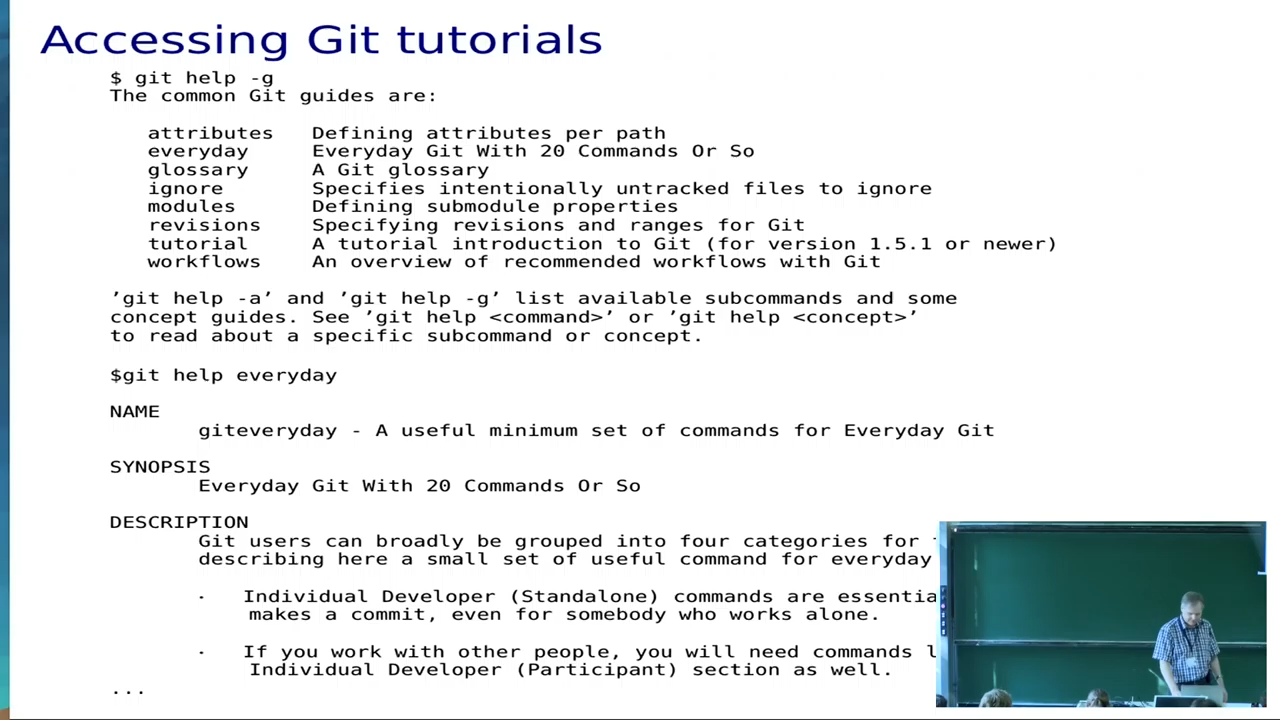 Accessing Git tutorials
$ git help -g
The common Git guides are:
attributes Defining attributes per path
everyday Everyday Git With 20 Commands Or So
glossary A Git glossary
ignore Specifies intentionally untracked files to ignore
modules Defining submodule properties
revisions Specifying revisions and ranges for Git
tutorial A tutorial introduction to Git (for version 1.5.1 or newer)
workflows An overview of recommended workflows with Git
’git help -a’ and ’git help -g’ list available subcommands and some
concept guides. See ’git help <command>’ or ’git help <concept>’
to read about a specific subcommand or concept.
$git help everyday
NAME
giteveryday - A useful minimum set of commands for Everyday Git
SYNOPSIS
Everyday Git With 20 Commands Or So
DESCRIPTION
Git users can broadly be grouped into four categories for
describing here a small set of useful command for everyday
· Individual Developer (Standalone) commands are
makes a commit, even for somebody who works alone.
· If you work with other people, you will need commands
Individual Developer (Participant) section as well.
...